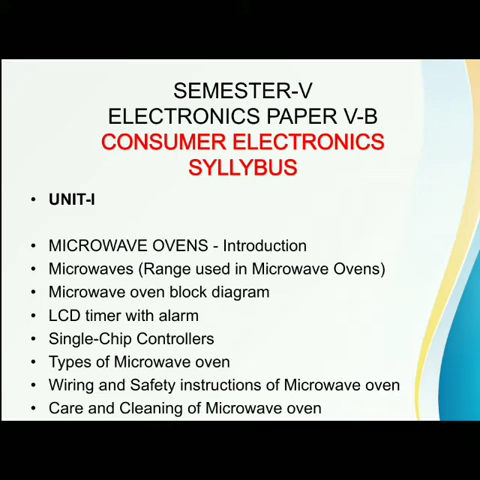 SEMESTER-V
ELECTRONICS PAPER V-B
CONSUMER ELECTRONICS
SYLLYBUS
• UNIT-I
• MICROWAVE OVENS - Introduction
• Microwaves (Range used in Microwave Ovens)
• Microwave oven block diagram
• LCD timer with alarm
• Single-Chip Controllers
• Types of Microwave oven
• Wiring and Safety instructions of Microwave oven
• Care and Cleaning of Microwave oven